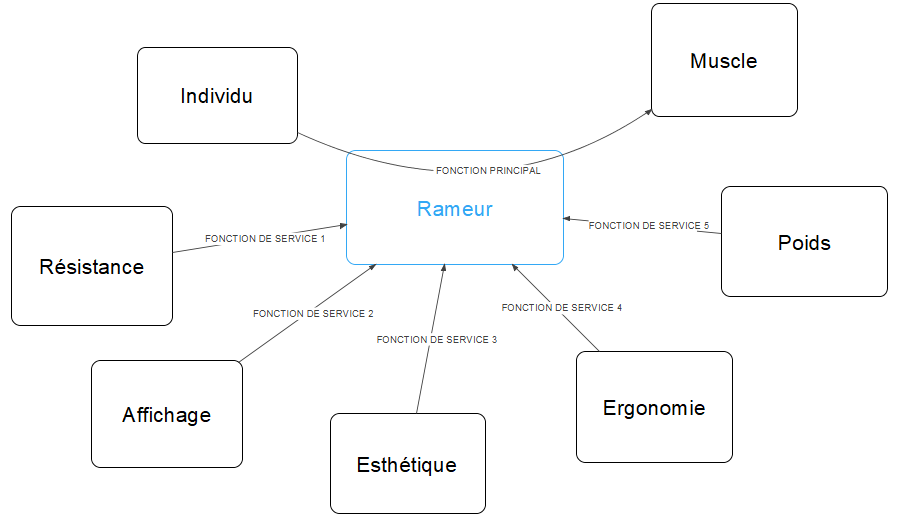 Muscle
Individu
FONCTION PRINCIPAL
Rameur
FONCTION DE SERVICE 5
Poids
FONCTION DE SERVICE 1
Résistance
FONCTION DE SERVICE 4
FONCTION DE SERVICE 2
FONCTION DE SERVICE 3
Ergonomie
Affichage
Esthétique